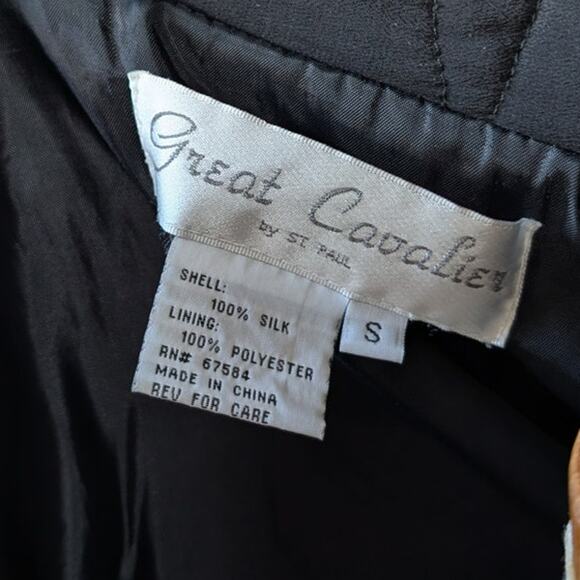 Great Cavalier
by ST. PAUL
S
SHELL:
100% SILK
LINING:
100% POLYESTER
RN# 67584
MADE IN CHINA
REV FOR CARE